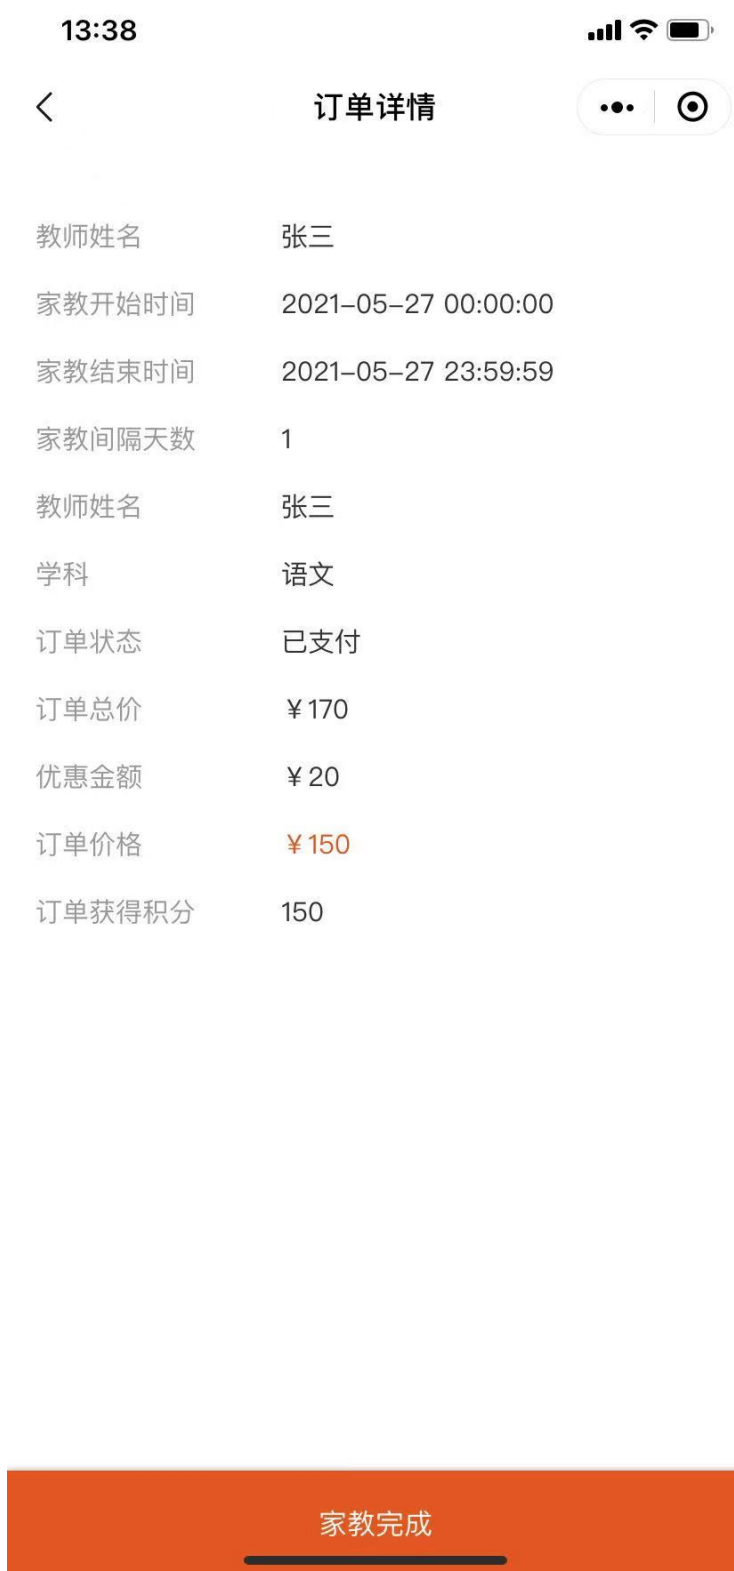 13:38
订单详情
教师姓名 张三
家教开始时间 2021-05-27 00:00:00
家教结束时间 2021-05-27 23:59:59
家教间隔天数 1
教师姓名 张三
学科 语文
订单状态 已支付
订单总价 ¥170
优惠金额 ¥20
订单价格 ¥150
订单获得积分 150
家教完成